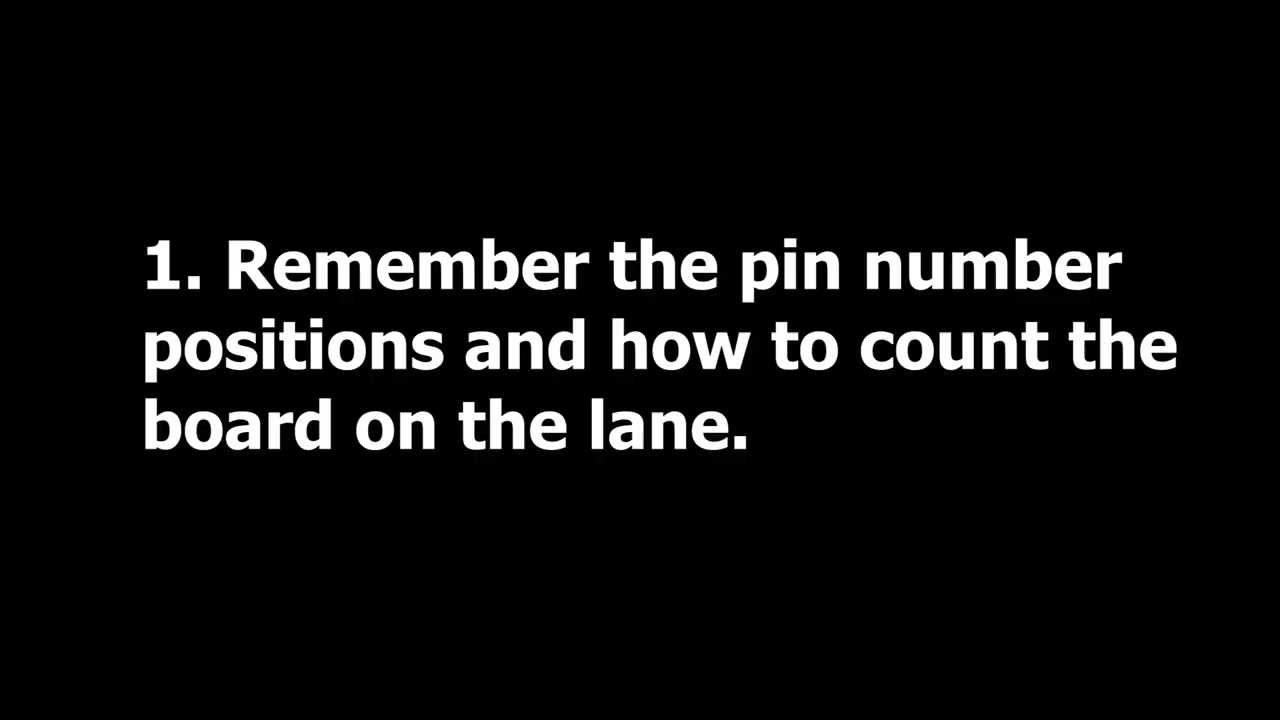 1. Remember the pin number
positions and how to count the
board on the lane.